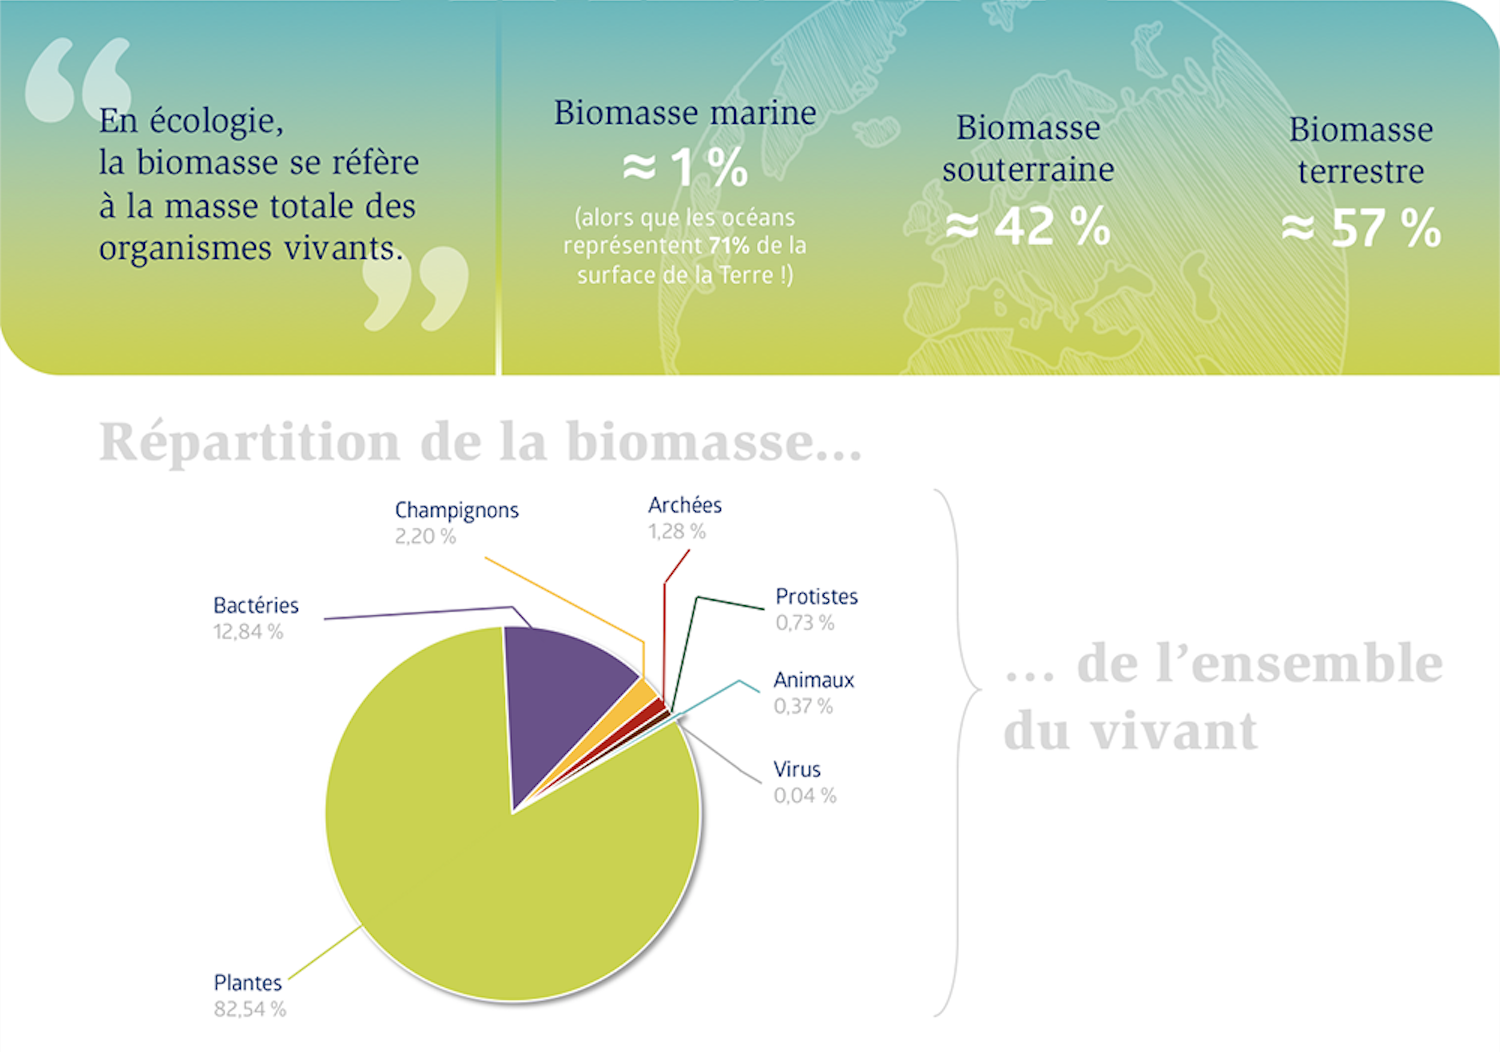 En écologie,
la biomasse se réfère
à la masse totale des
organismes vivants.
Biomasse marine
≈ 1 %
(alors que les océans
représentent 71% de la
surface de la Terre !)
Biomasse
souterraine
≈ 42 %
Biomasse
terrestre
≈ 57 %
Répartition de la biomasse...
Champignons
2,20 %
Archées
1,28 %
Bactéries
12,84 %
Protistes
0,73 %
Animaux
0,37 %
Virus
0,04 %
Plantes
82,54 %
... de l’ensemble
du vivant